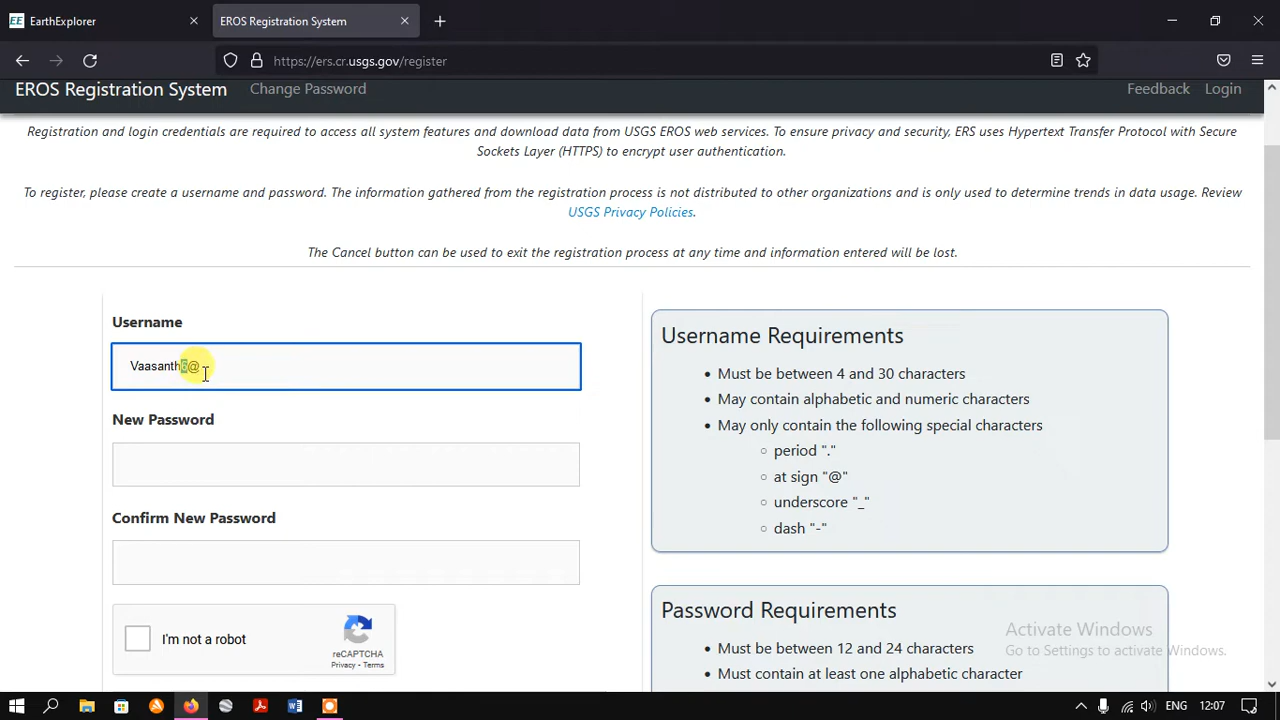 EarthExplorer
EROS Registration System
https://ers.cr.usgs.gov/register
EROS Registration System Change Password Feedback Login
Registration and login credentials are required to access all system features and download data from USGS EROS web services. To ensure privacy and security, ERS uses Hypertext Transfer Protocol with Secure
Sockets Layer (HTTPS) to encrypt user authentication.
To register, please create a username and password. The information gathered from the registration process is not distributed to other organizations and is only used to determine trends in data usage. Review
USGS Privacy Policies.
The Cancel button can be used to exit the registration process at any time and information entered will be lost.
Username
Vaasanth6@
New Password
Confirm New Password
I'm not a robot
reCAPTCHA
Privacy - Terms
Username Requirements
Must be between 4 and 30 characters
May contain alphabetic and numeric characters
May only contain the following special characters
period "."
at sign "@"
underscore "_"
dash "-"
Password Requirements
Must be between 12 and 24 characters
Must contain at least one alphabetic character
Activate Windows
Go to Settings to activate Windows.
ENG 12:07